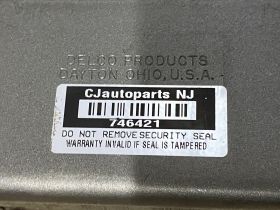 DELCO PRODUCTS
DAYTON OHIO, U.S.A.
CJautoparts NJ
746421
DO NOT REMOVE SECURITY SEAL
WARRANTY INVALID IF SEAL IS TAMPERED